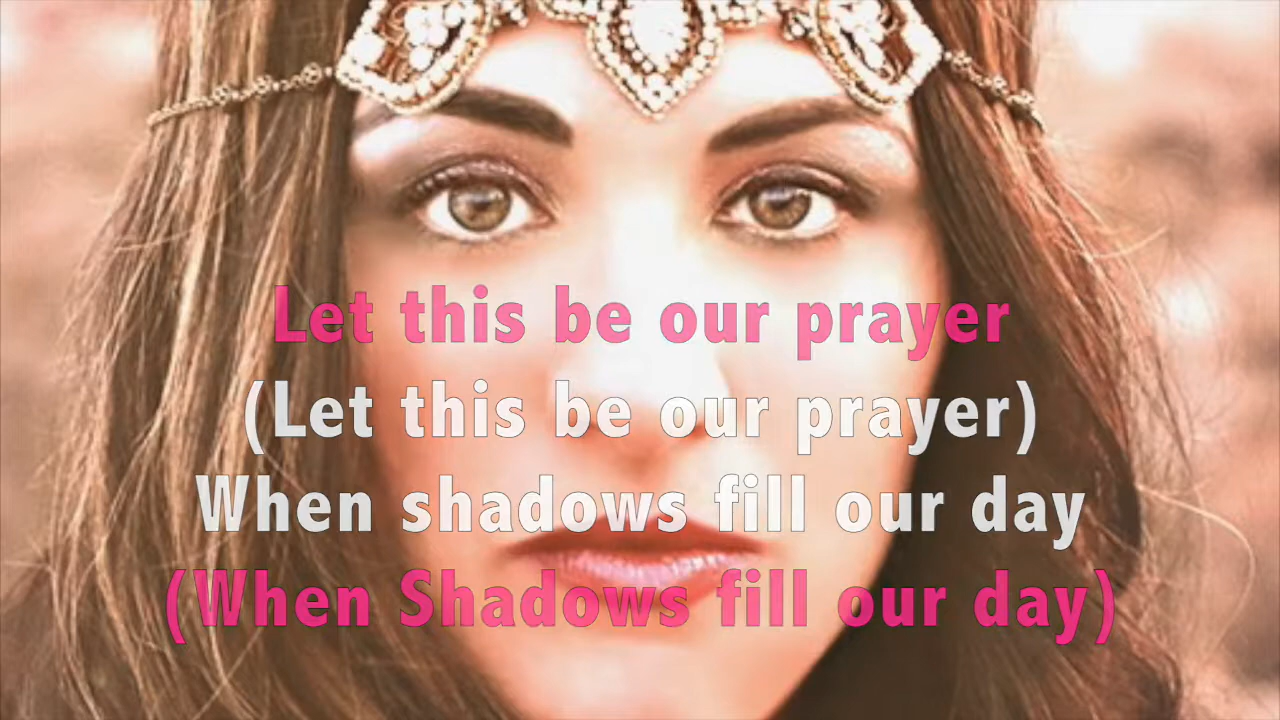 Let this be our prayer
(Let this be our prayer)
When shadows fill our day
(When Shadows fill our day)